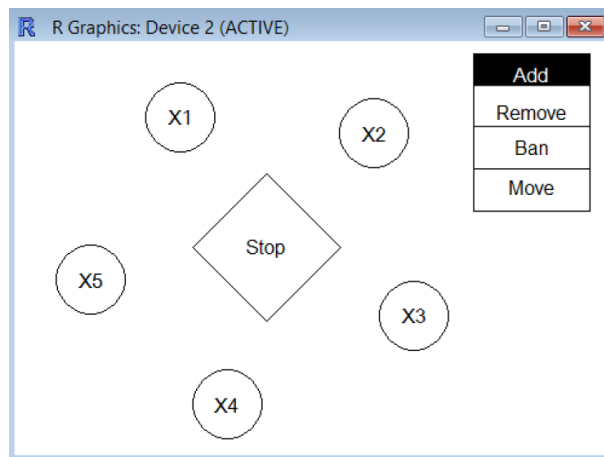 R Graphics: Device 2 (ACTIVE)
Add
Remove
Ban
Move
X1
X2
Stop
X5
X3
X4